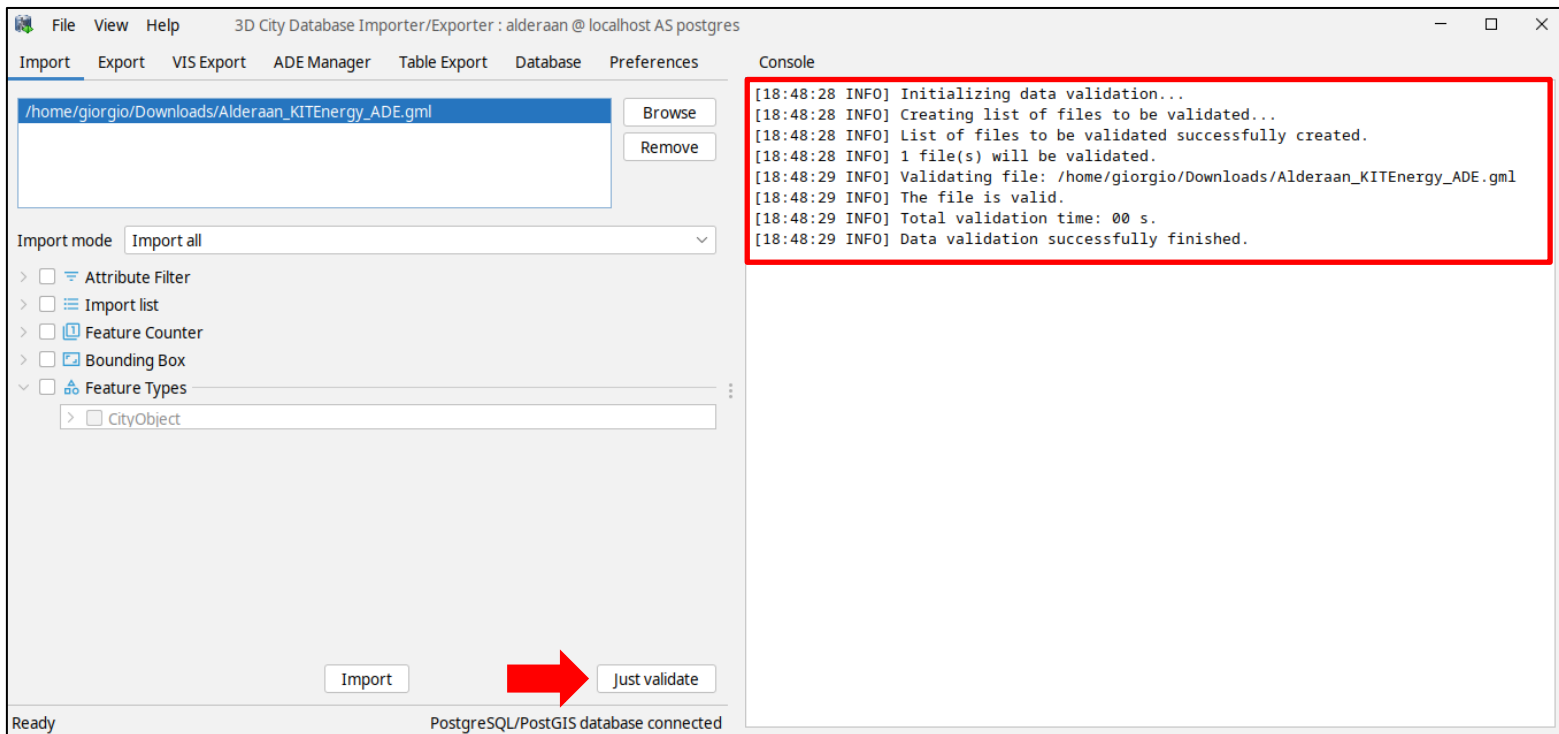 File View Help 3D City Database Importer/Exporter : alderaan @ localhost AS postgres
Import Export VIS Export ADE Manager Table Export Database Preferences
/home/giorgio/Downloads/Alderaan_KITEnergy_ADE.gml
Browse
Remove
Import mode Import all
Attribute Filter
Import list
Feature Counter
Bounding Box
Feature Types
CityObject
Import Just validate
Ready PostgreSQL/PostGIS database connected
Console
[18:48:28 INFO] Initializing data validation...
[18:48:28 INFO] Creating list of files to be validated...
[18:48:28 INFO] List of files to be validated successfully created.
[18:48:28 INFO] 1 file(s) will be validated.
[18:48:29 INFO] Validating file: /home/giorgio/Downloads/Alderaan_KITEnergy_ADE.gml
[18:48:29 INFO] The file is valid.
[18:48:29 INFO] Total validation time: 00 s.
[18:48:29 INFO] Data validation successfully finished.